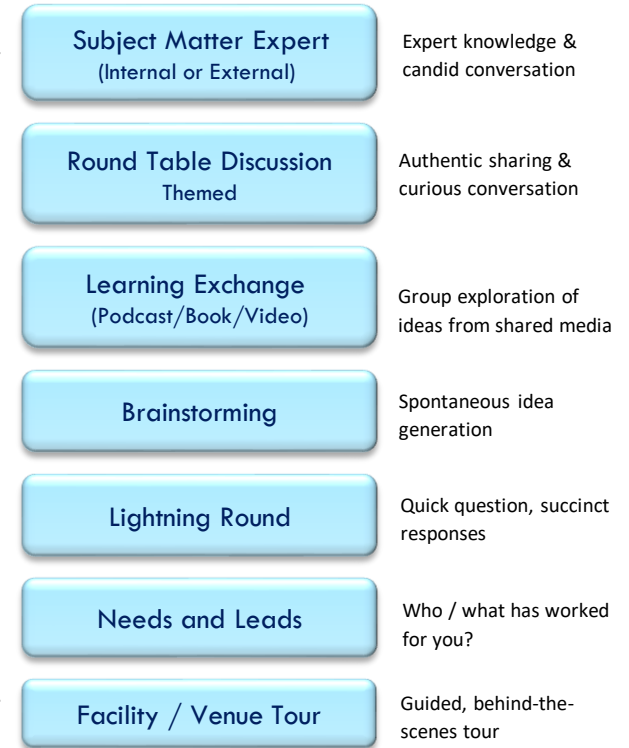 Subject Matter Expert
(Internal or External)
Expert knowledge &
candid conversation
Round Table Discussion
Themed
Authentic sharing &
curious conversation
Learning Exchange
(Podcast/Book/Video)
Group exploration of
ideas from shared media
Brainstorming
Spontaneous idea
generation
Lightning Round
Quick question, succinct
responses
Needs and Leads
Who / what has worked
for you?
Facility / Venue Tour
Guided, behind-the-
scenes tour